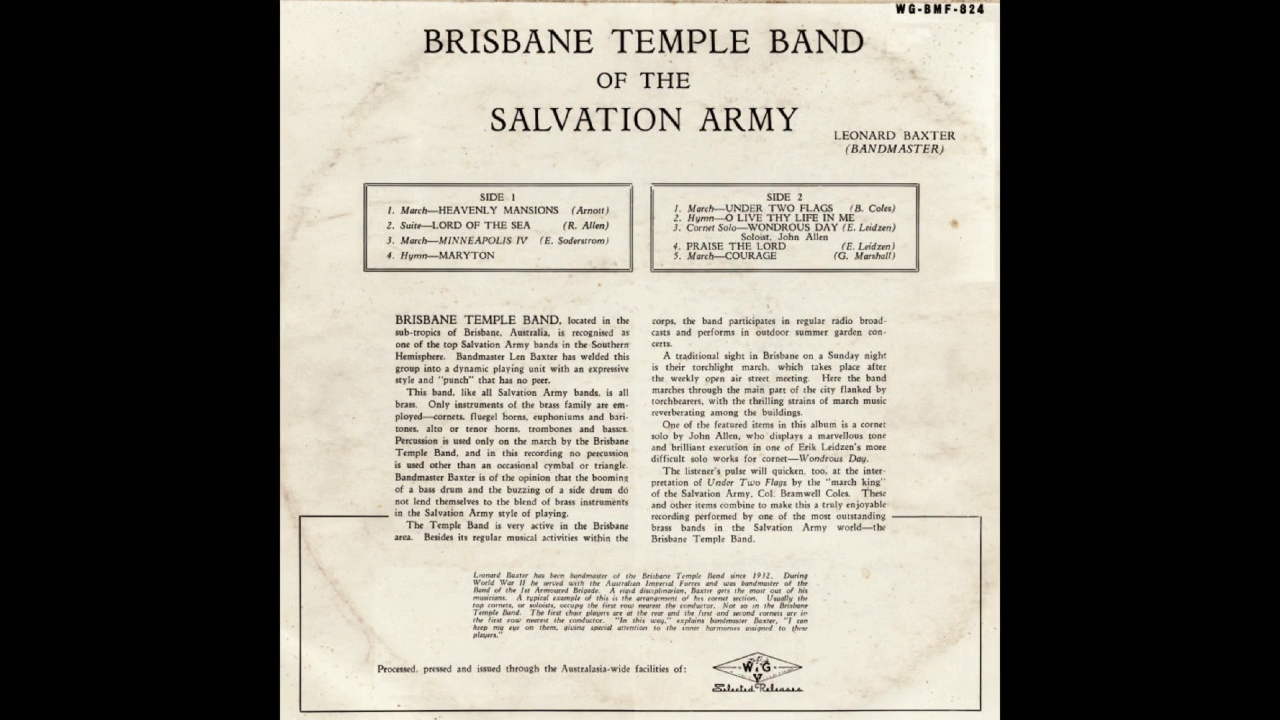 WG-BMF-824
BRISBANE TEMPLE BAND
OF THE
SALVATION ARMY
LEONARD BAXTER
(BANDMASTER)
SIDE 1
1. March—HEAVENLY MANSIONS (Arnott)
2. Suite—LORD OF THE SEA (R. Allen)
3. March—MINNEAPOLIS IV (E. Soderstrom)
4. Hymn—MARYTON
SIDE 2
1. March—UNDER TWO FLAGS (B. Coles)
2. Hymn—O LIVE THY LIFE IN ME
3. Cornet Solo—WONDROUS DAY (E. Leidzen)
Soloist, John Allen
4. PRAISE THE LORD (E. Leidzen)
5. March—COURAGE (G. Marshall)
BRISBANE TEMPLE BAND, located in the
sub-tropics of Brisbane, Australia, is recognised as
one of the top Salvation Army bands in the Southern
Hemisphere. Bandmaster Len Baxter has welded this
group into a dynamic playing unit with an expressive
style and "punch" that has no peer.
This band, like all Salvation Army bands, is all
brass. Only instruments of the brass family are em-
ployed—cornets, fluegel horns, euphoniums and bari-
tones, alto or tenor horns, trombones and basses.
Percussion is used only on the march by the Brisbane
Temple Band, and in this recording no percussion
is used other than an occasional cymbal or triangle.
Bandmaster Baxter is of the opinion that the booming
of a bass drum and the buzzing of a side drum do
not lend themselves to the blend of brass instruments
in the Salvation Army style of playing.
The Temple Band is very active in the Brisbane
area. Besides its regular musical activities within the
corps, the band participates in regular radio broad-
casts and performs in outdoor summer garden con-
certs.
A traditional sight in Brisbane on a Sunday night
is their torchlight march, which takes place after
the weekly open air street meeting. Here the band
marches through the main part of the city flanked by
torchbearers, with the thrilling strains of march music
reverberating among the buildings.
One of the featured items in this album is a cornet
solo by John Allen, who displays a marvellous tone
and brilliant execution in one of Erik Leidzen's more
difficult solo works for cornet—Wondrous Day.
The listener's pulse will quicken, too, at the inter-
pretation of Under Two Flags by the "march king"
of the Salvation Army, Col. Bramwell Coles. These
and other items combine to make this a truly enjoyable
recording performed by one of the most outstanding
brass bands in the Salvation Army world—the
Brisbane Temple Band.
Leonard Baxter has been bandmaster of the Brisbane Temple Band since 1932. During
World War II he served with the Australian Imperial Forces and was bandmaster of the
Band of the 1st Armoured Brigade. A rigid disciplinarian, Baxter gets the most out of his
musicians. A typical example of this is the arrangement of his cornet section. Usually the
top cornets, or soloists, occupy the first row nearest the conductor. Not so in the Brisbane
Temple Band. The first chair players are at the rear and the first and second cornets are in
the first row nearest the conductor. "In this way," explains bandmaster Baxter, "I can
keep my eye on them, giving special attention to the inner harmonies assigned to these
players."
Processed, pressed and issued through the Australasia-wide facilities of:
W & G
Selected Releases